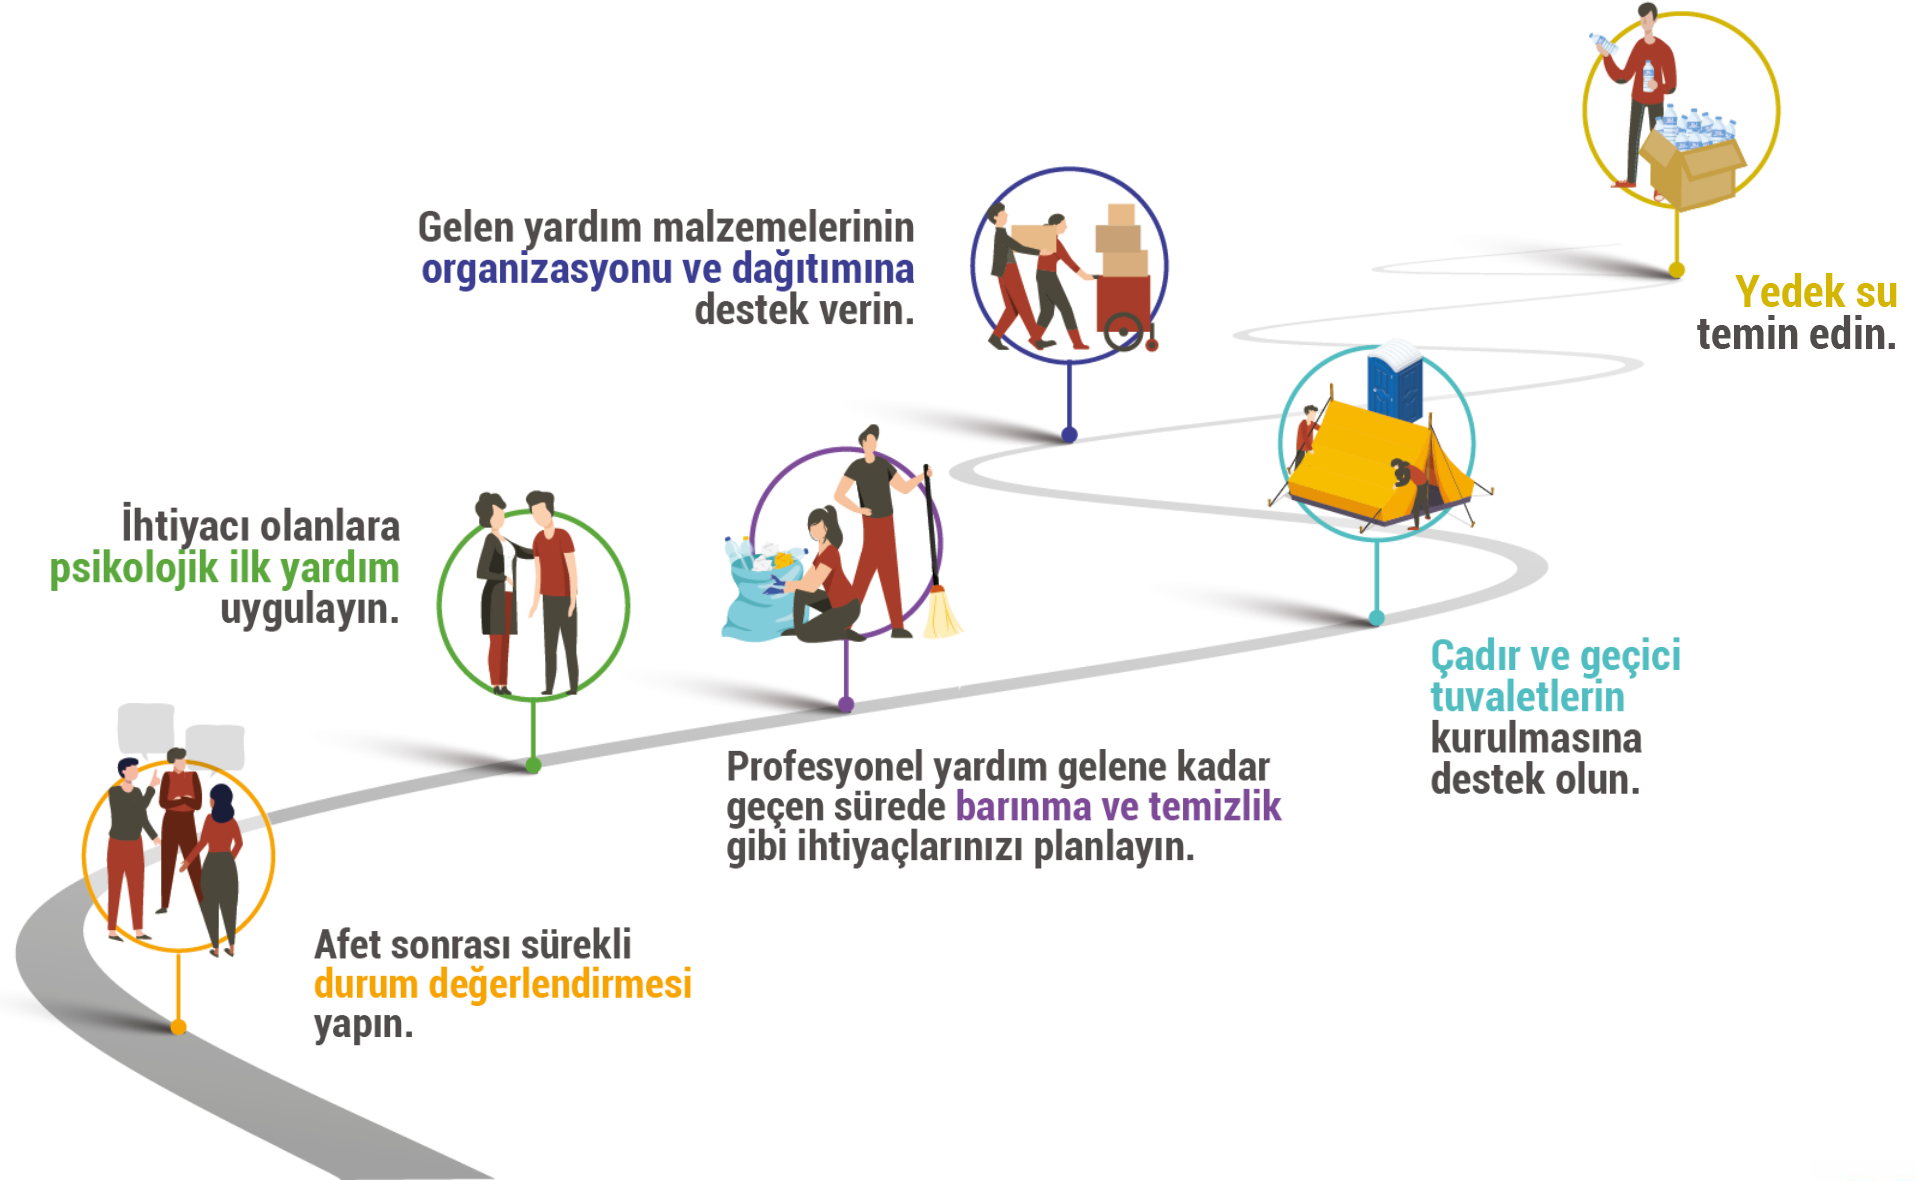 Yedek su
temin edin.
Gelen yardım malzemelerinin
organizasyonu ve dağıtımına
destek verin.
İhtiyacı olanlara
psikolojik ilk yardım
uygulayın.
Çadır ve geçici
tuvaletlerin
kurulmasına
destek olun.
Profesyonel yardım gelene kadar
geçen sürede barınma ve temizlik
gibi ihtiyaçlarınızı planlayın.
Afet sonrası sürekli
durum değerlendirmesi
yapın.